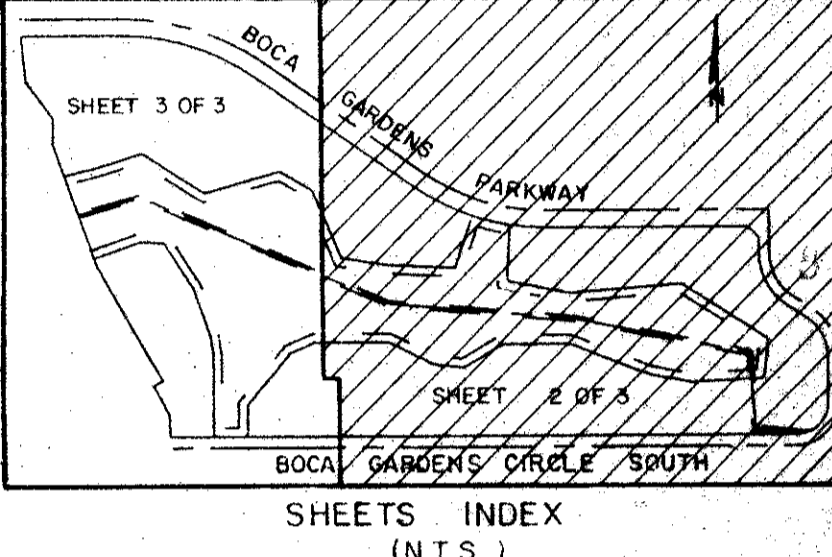 BOCA GARDENS PARKWAY
SHEET 3 OF 3
N
SHEET 2 OF 3
BOCA GARDENS CIRCLE SOUTH
SHEETS INDEX
(N.T.S.)